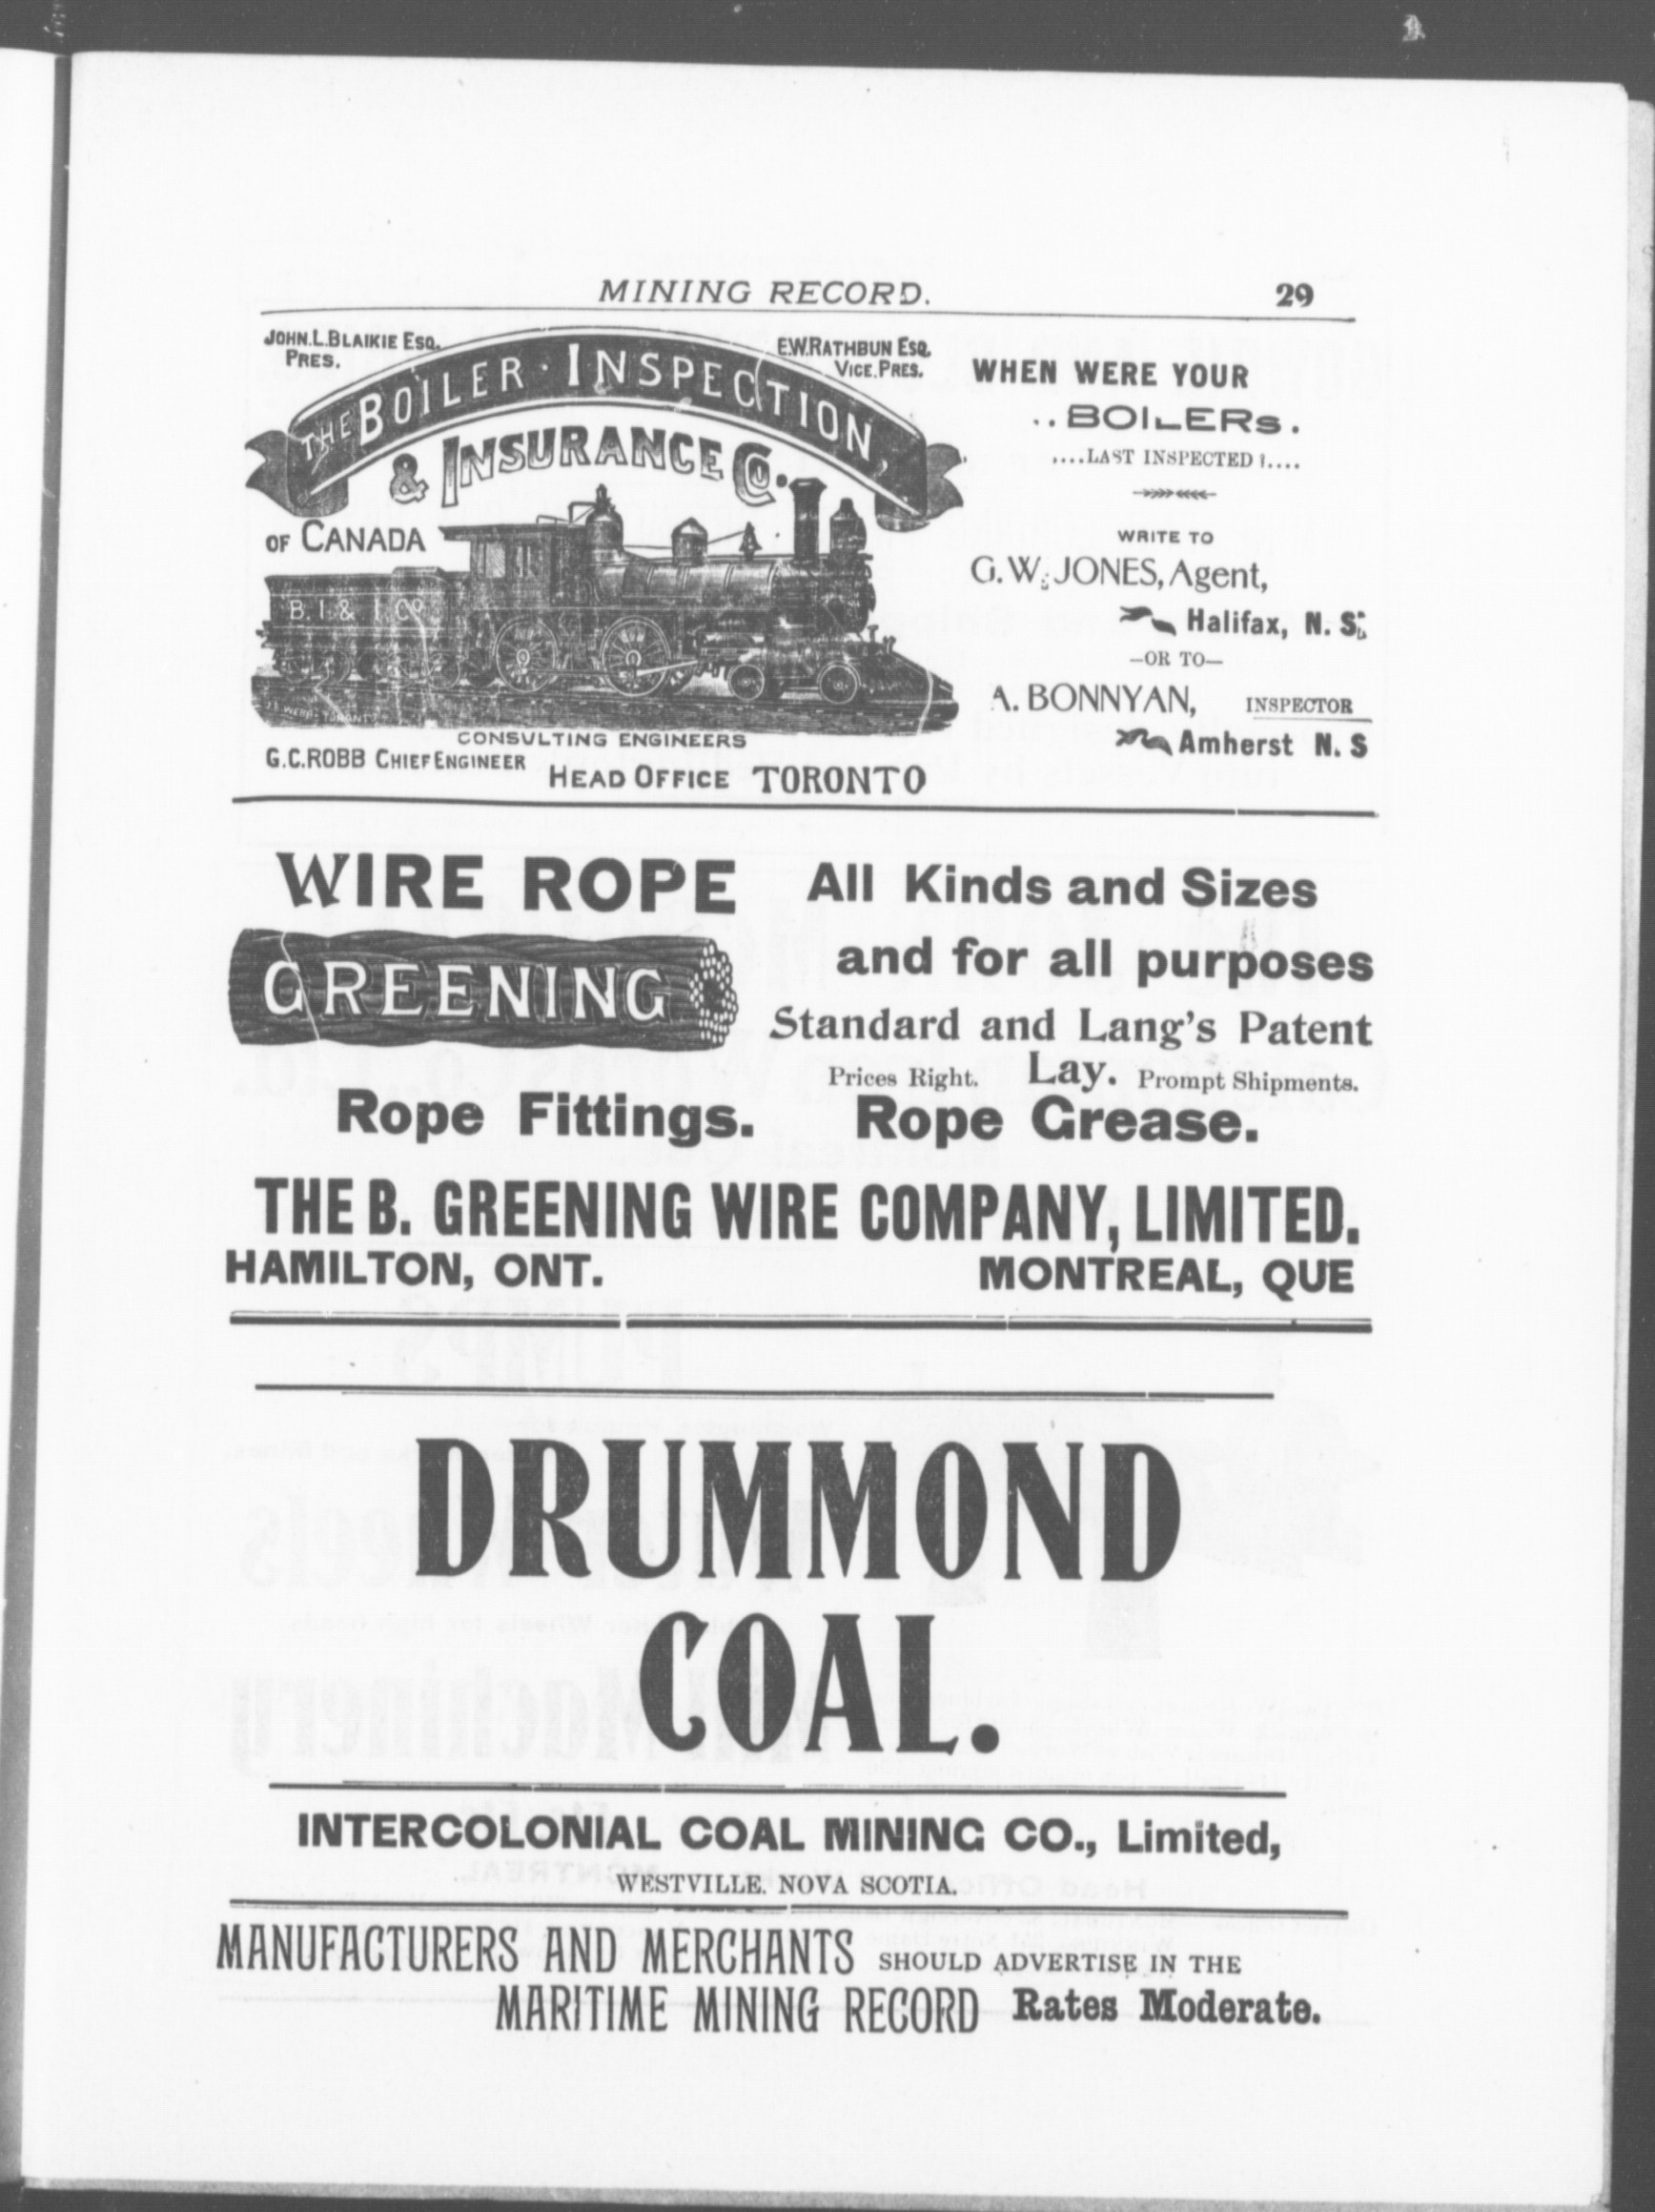 MINING RECORD. 29
JOHN.L.BLAIKIE ESQ.
PRES.
E.W.RATHBUN ESQ.
VICE.PRES.
THE BOILER · INSPECTION
& INSURANCE CO.
OF CANADA
B.I.& I.CO
J.L. WEBB - TORONTO
CONSULTING ENGINEERS
G.C.ROBB CHIEF ENGINEER
HEAD OFFICE TORONTO
WHEN WERE YOUR
..BOILERS.
....LAST INSPECTED?....
WRITE TO
G.W. JONES, Agent,
Halifax, N. S.
—OR TO—
A. BONNYAN, INSPECTOR
Amherst N. S
WIRE ROPE
GREENING
All Kinds and Sizes
and for all purposes
Standard and Lang's Patent
Prices Right. Lay. Prompt Shipments.
Rope Fittings. Rope Grease.
THE B. GREENING WIRE COMPANY, LIMITED.
HAMILTON, ONT. MONTREAL, QUE
DRUMMOND
COAL.
INTERCOLONIAL COAL MINING CO., Limited,
WESTVILLE. NOVA SCOTIA.
MANUFACTURERS AND MERCHANTS SHOULD ADVERTISE IN THE
MARITIME MINING RECORD Rates Moderate.